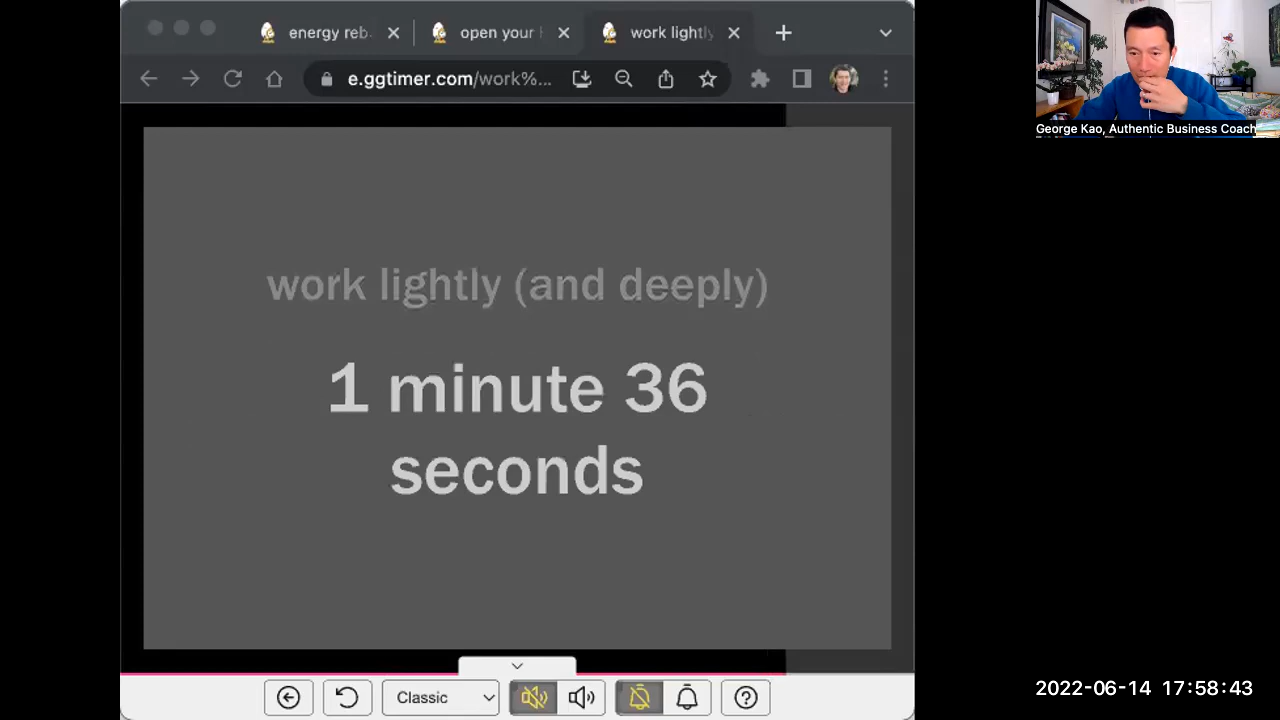 energy reb
open your
work lightly
e.ggtimer.com/work%...
George Kao, Authentic Business Coach
work lightly (and deeply)
1 minute 36
seconds
Classic
2022-06-14 17:58:43